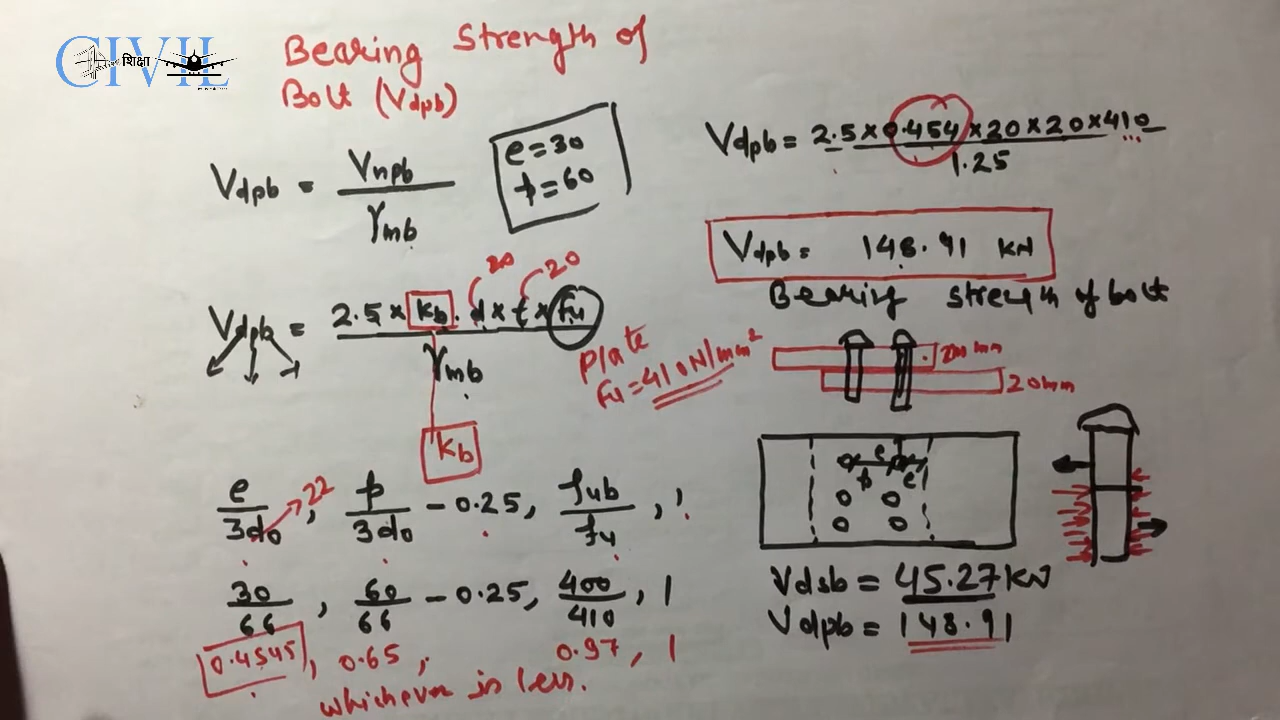 CIVIL शिक्षा
Bearing Strength of
Bolt (Vdpb)
Vdpb = Vnpb / γmb
e = 30
p = 60
Vdpb = 2.5 × kb . d × t × fu / γmb
20
20
kb
Plate
Fu = 410 N/mm²
e/3do, p/3do - 0.25, fub/fu, 1
22
30/66, 60/66 - 0.25, 400/410, 1
0.4545, 0.65, 0.97, 1
whichever is less.
Vdpb = 2.5 × 0.454 × 20 × 20 × 410 / 1.25
Vdpb = 148.91 kN
Bearing strength of bolt
20mm
20mm
e
p e
Vdsb = 45.27 kN
Vdpb = 148.91